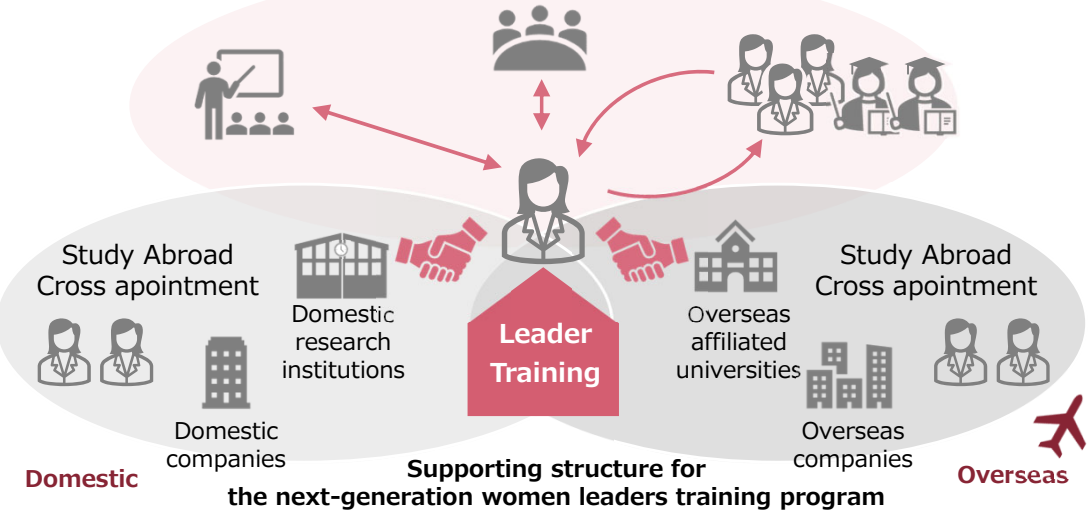 Study Abroad
Cross apointment
Domestic
research
institutions
Domestic
companies
Domestic
Leader
Training
Overseas
affiliated
universities
Study Abroad
Cross apointment
Overseas
companies
Overseas
Supporting structure for
the next-generation women leaders training program